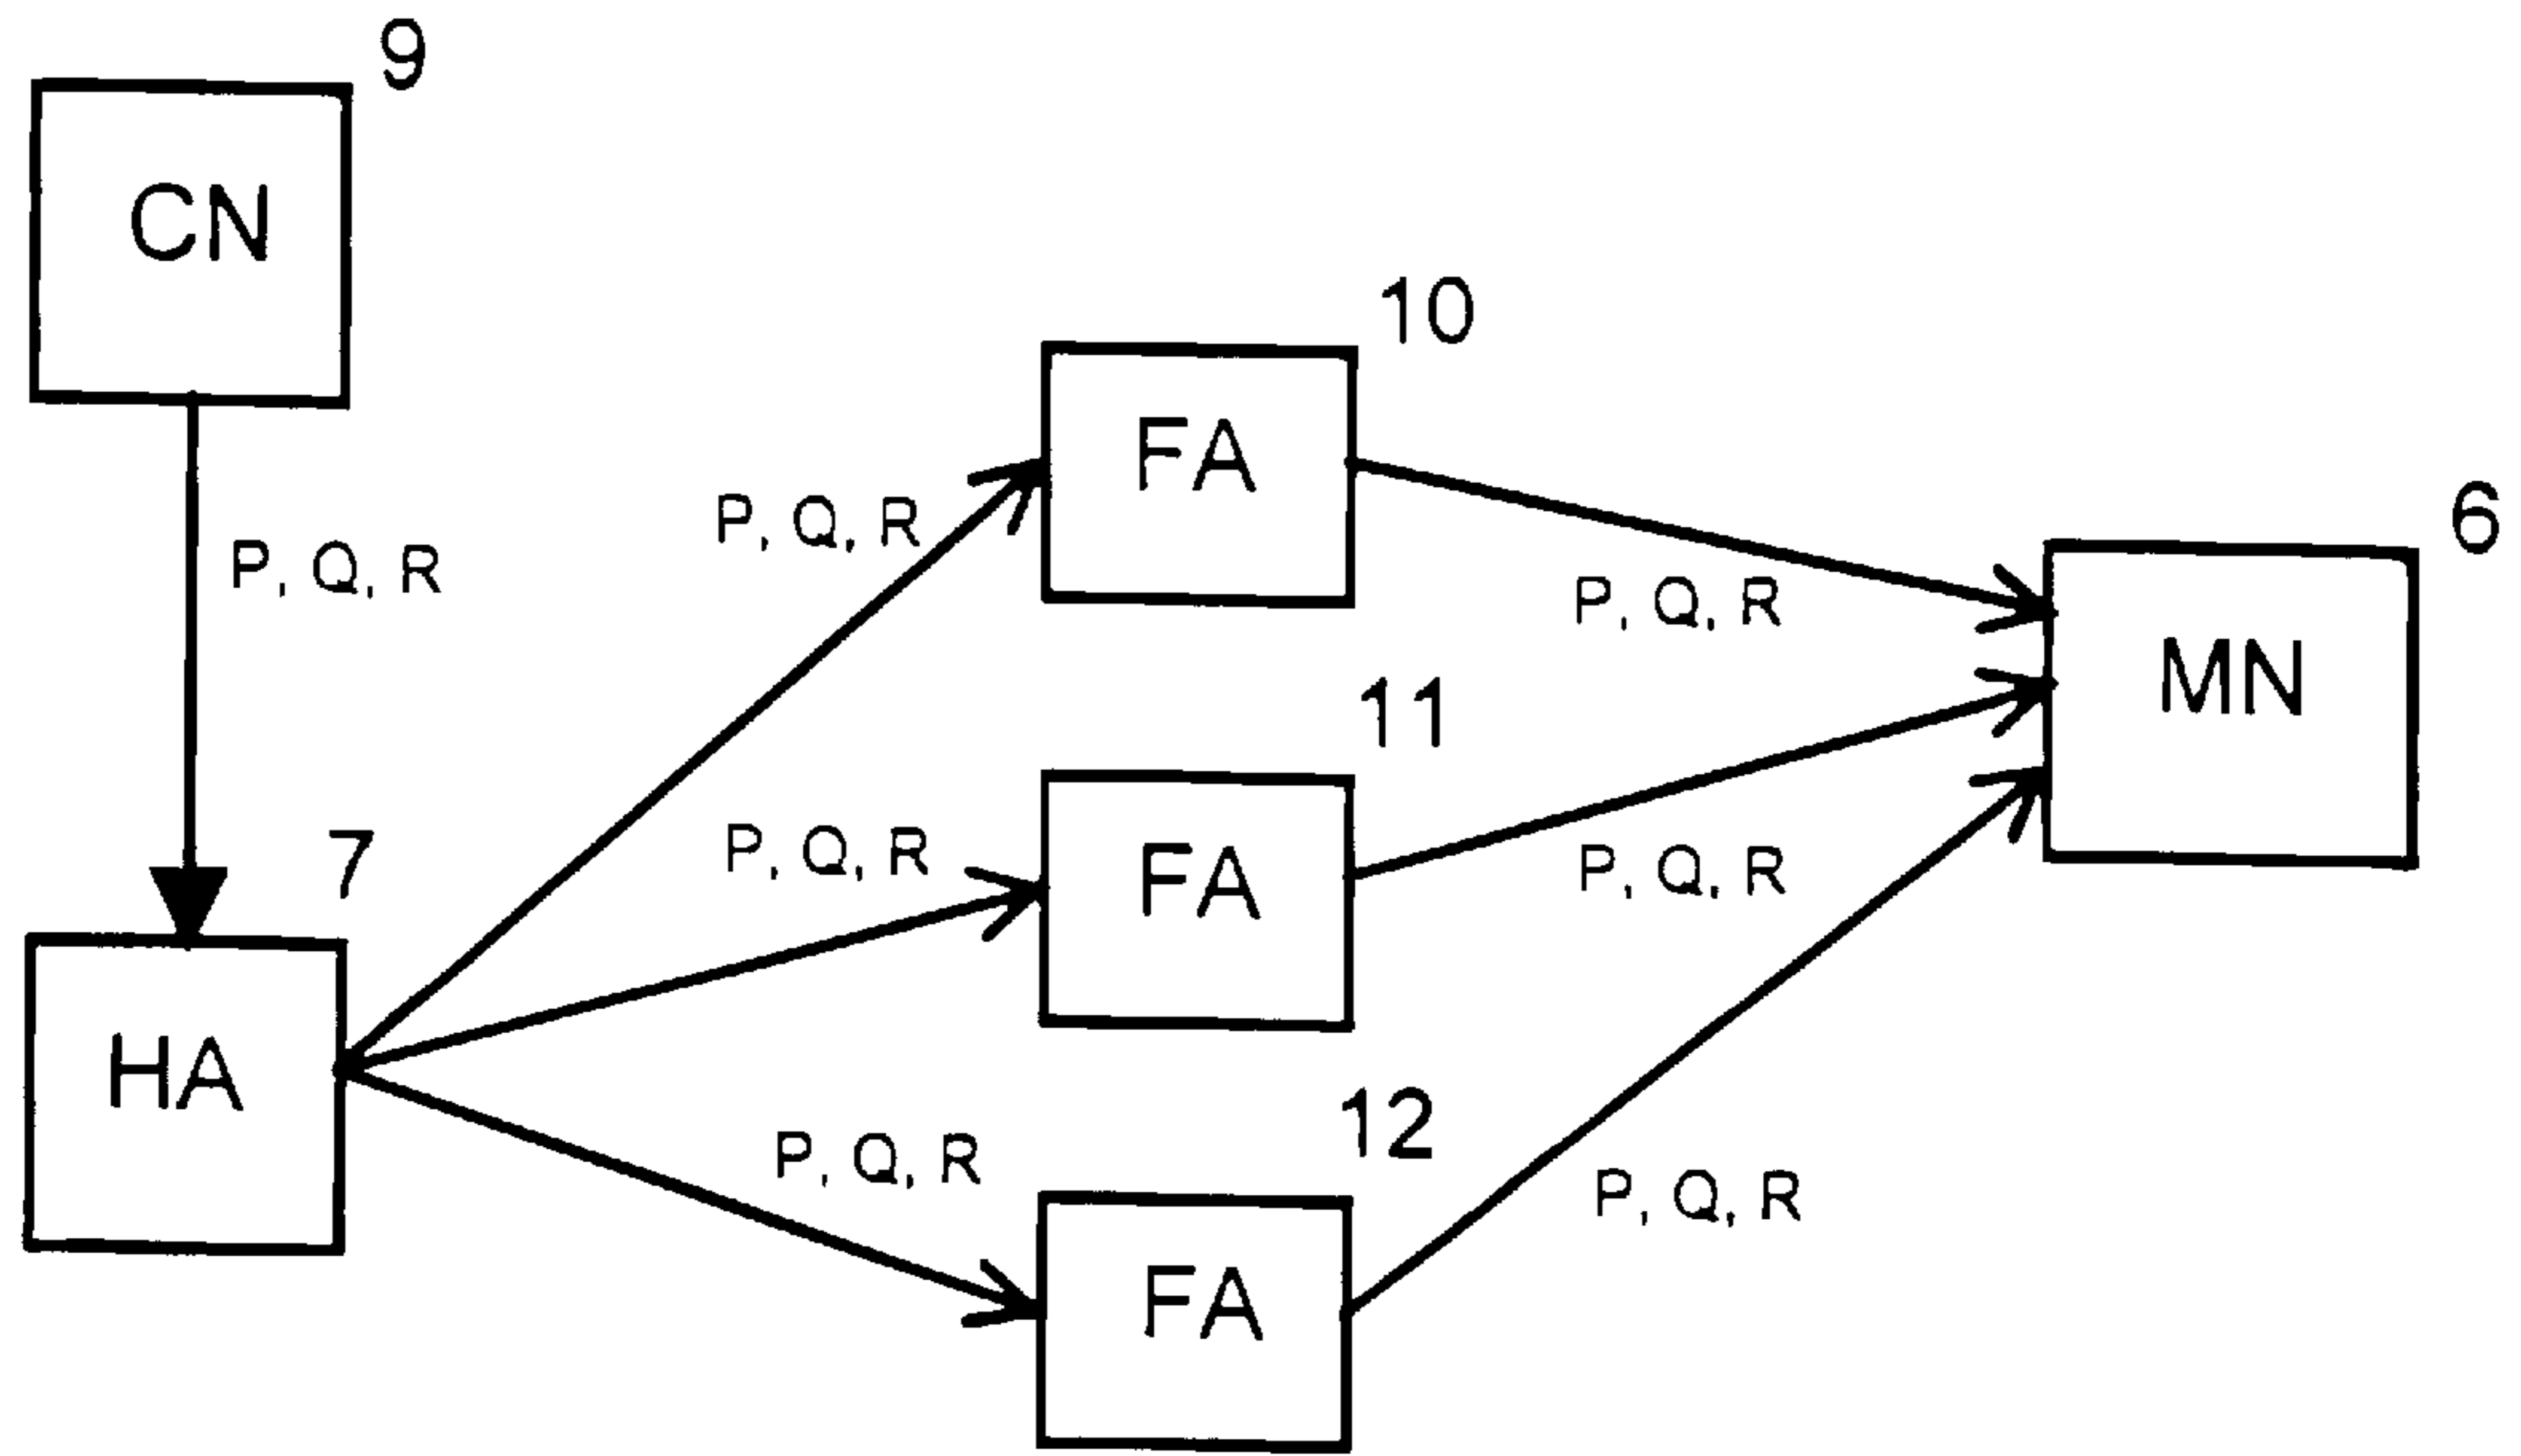 9
CN
10
FA
P, Q, R
6
P, Q, R
P, Q, R
MN
11
7
P, Q, R
FA
P, Q, R
HA
12
P, Q, R
P, Q, R
FA